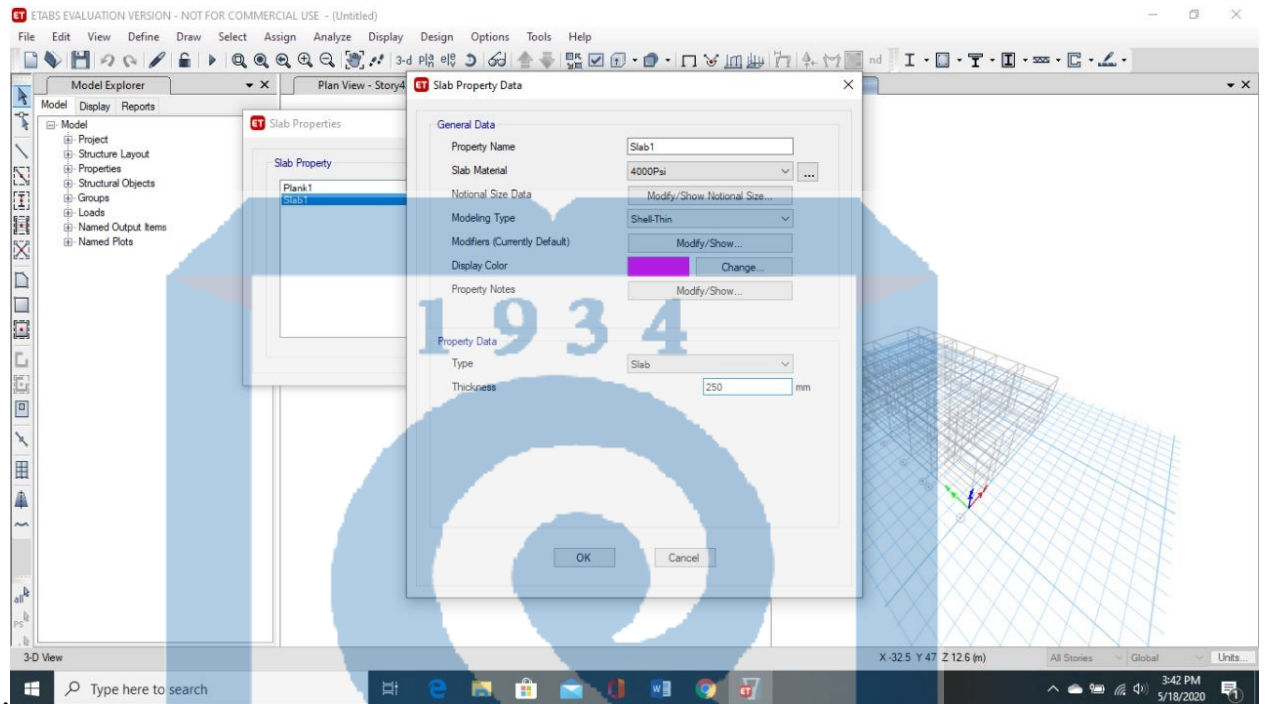 ETABS EVALUATION VERSION - NOT FOR COMMERCIAL USE - (Untitled)
File Edit View Define Draw Select Assign Analyze Display Design Options Tools Help
3-d
nd
Model Explorer
Plan View - Story4
Slab Property Data
Model Display Reports
Model
Project
Structure Layout
Properties
Structural Objects
Groups
Loads
Named Output Items
Named Plots
Slab Properties
Slab Property
Plank1
Slab1
General Data
Property Name Slab1
Slab Material 4000Psi ...
Notional Size Data Modify/Show Notional Size...
Modeling Type Shell-Thin
Modifiers (Currently Default) Modify/Show...
Display Color Change...
Property Notes Modify/Show...
1934
Property Data
Type Slab
Thickness 250 mm
OK Cancel
all
PS
3-D View X -32.5 Y 47 Z 12.6 (m) All Stories Global Units...
Type here to search
3:42 PM
5/18/2020